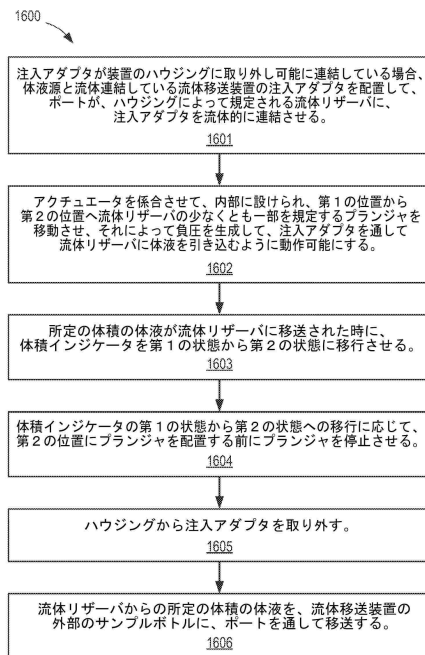 1600
注入アダプタが装置のハウジングに取り外し可能に連結している場合、
体液源と流体連結している流体移送装置の注入アダプタを配置して、
ポートが、ハウジングによって規定される流体リザーバに、
注入アダプタを流体的に連結させる。
1601
アクチュエータを係合させて、内部に設けられ、第1の位置から
第2の位置へ流体リザーバの少なくとも一部を規定するプランジャを
移動させ、それによって負圧を生成して、注入アダプタを通して
流体リザーバに体液を引き込むように動作可能にする。
1602
所定の体積の体液が流体リザーバに移送された時に、
体積インジケータを第1の状態から第2の状態に移行させる。
1603
体積インジケータの第1の状態から第2の状態への移行に応じて、
第2の位置にプランジャを配置する前にプランジャを停止させる。
1604
ハウジングから注入アダプタを取り外す。
1605
流体リザーバからの所定の体積の体液を、流体移送装置の
外部のサンプルボトルに、ポートを通して移送する。
1606